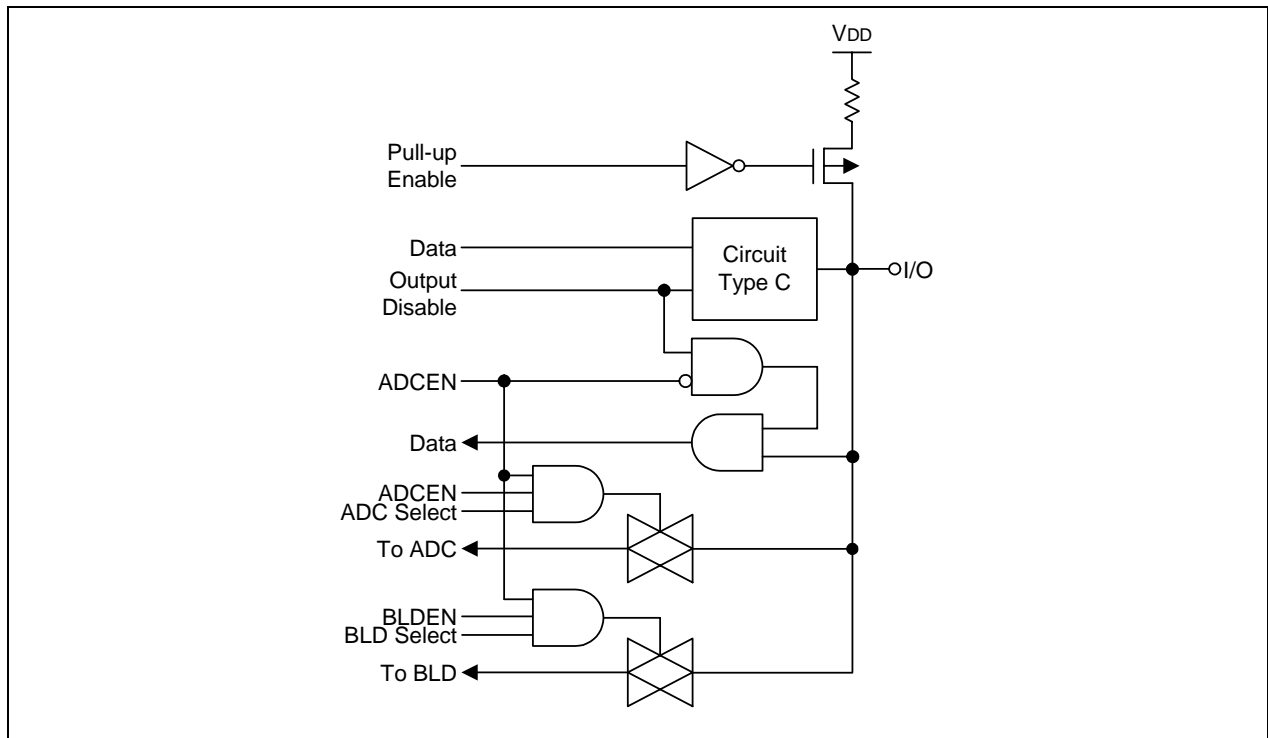 VDD
Pull-up
Enable
Data
Output
Disable
Circuit
Type C
I/O
ADCEN
Data
ADCEN
ADC Select
To ADC
BLDEN
BLD Select
To BLD